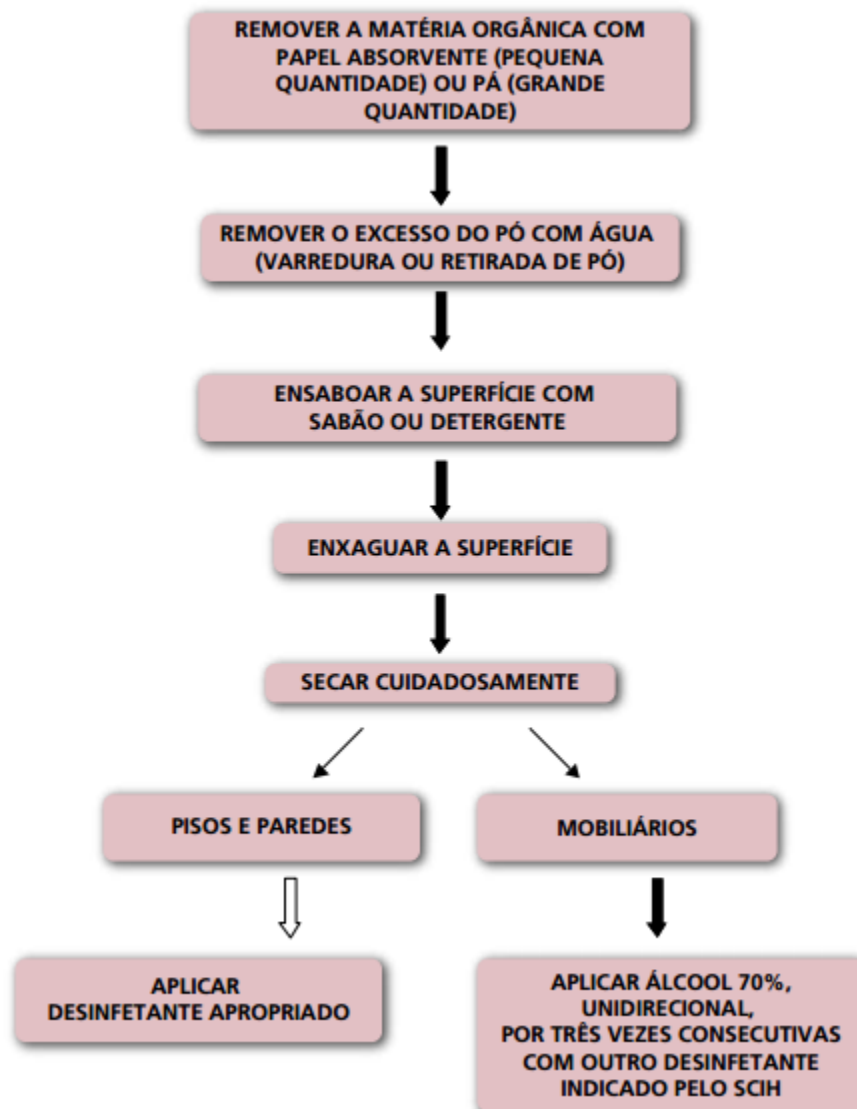 REMOVER A MATÉRIA ORGÂNICA COM
PAPEL ABSORVENTE (PEQUENA
QUANTIDADE) OU PÁ (GRANDE
QUANTIDADE)
REMOVER O EXCESSO DO PÓ COM ÁGUA
(VARREDURA OU RETIRADA DE PÓ)
ENSABOAR A SUPERFÍCIE COM
SABÃO OU DETERGENTE
ENXAGUAR A SUPERFÍCIE
SECAR CUIDADOSAMENTE
PISOS E PAREDES
MOBILIÁRIOS
APLICAR
DESINFETANTE APROPRIADO
APLICAR ÁLCOOL 70%,
UNIDIRECIONAL,
POR TRÊS VEZES CONSECUTIVAS
COM OUTRO DESINFETANTE
INDICADO PELO SCIH